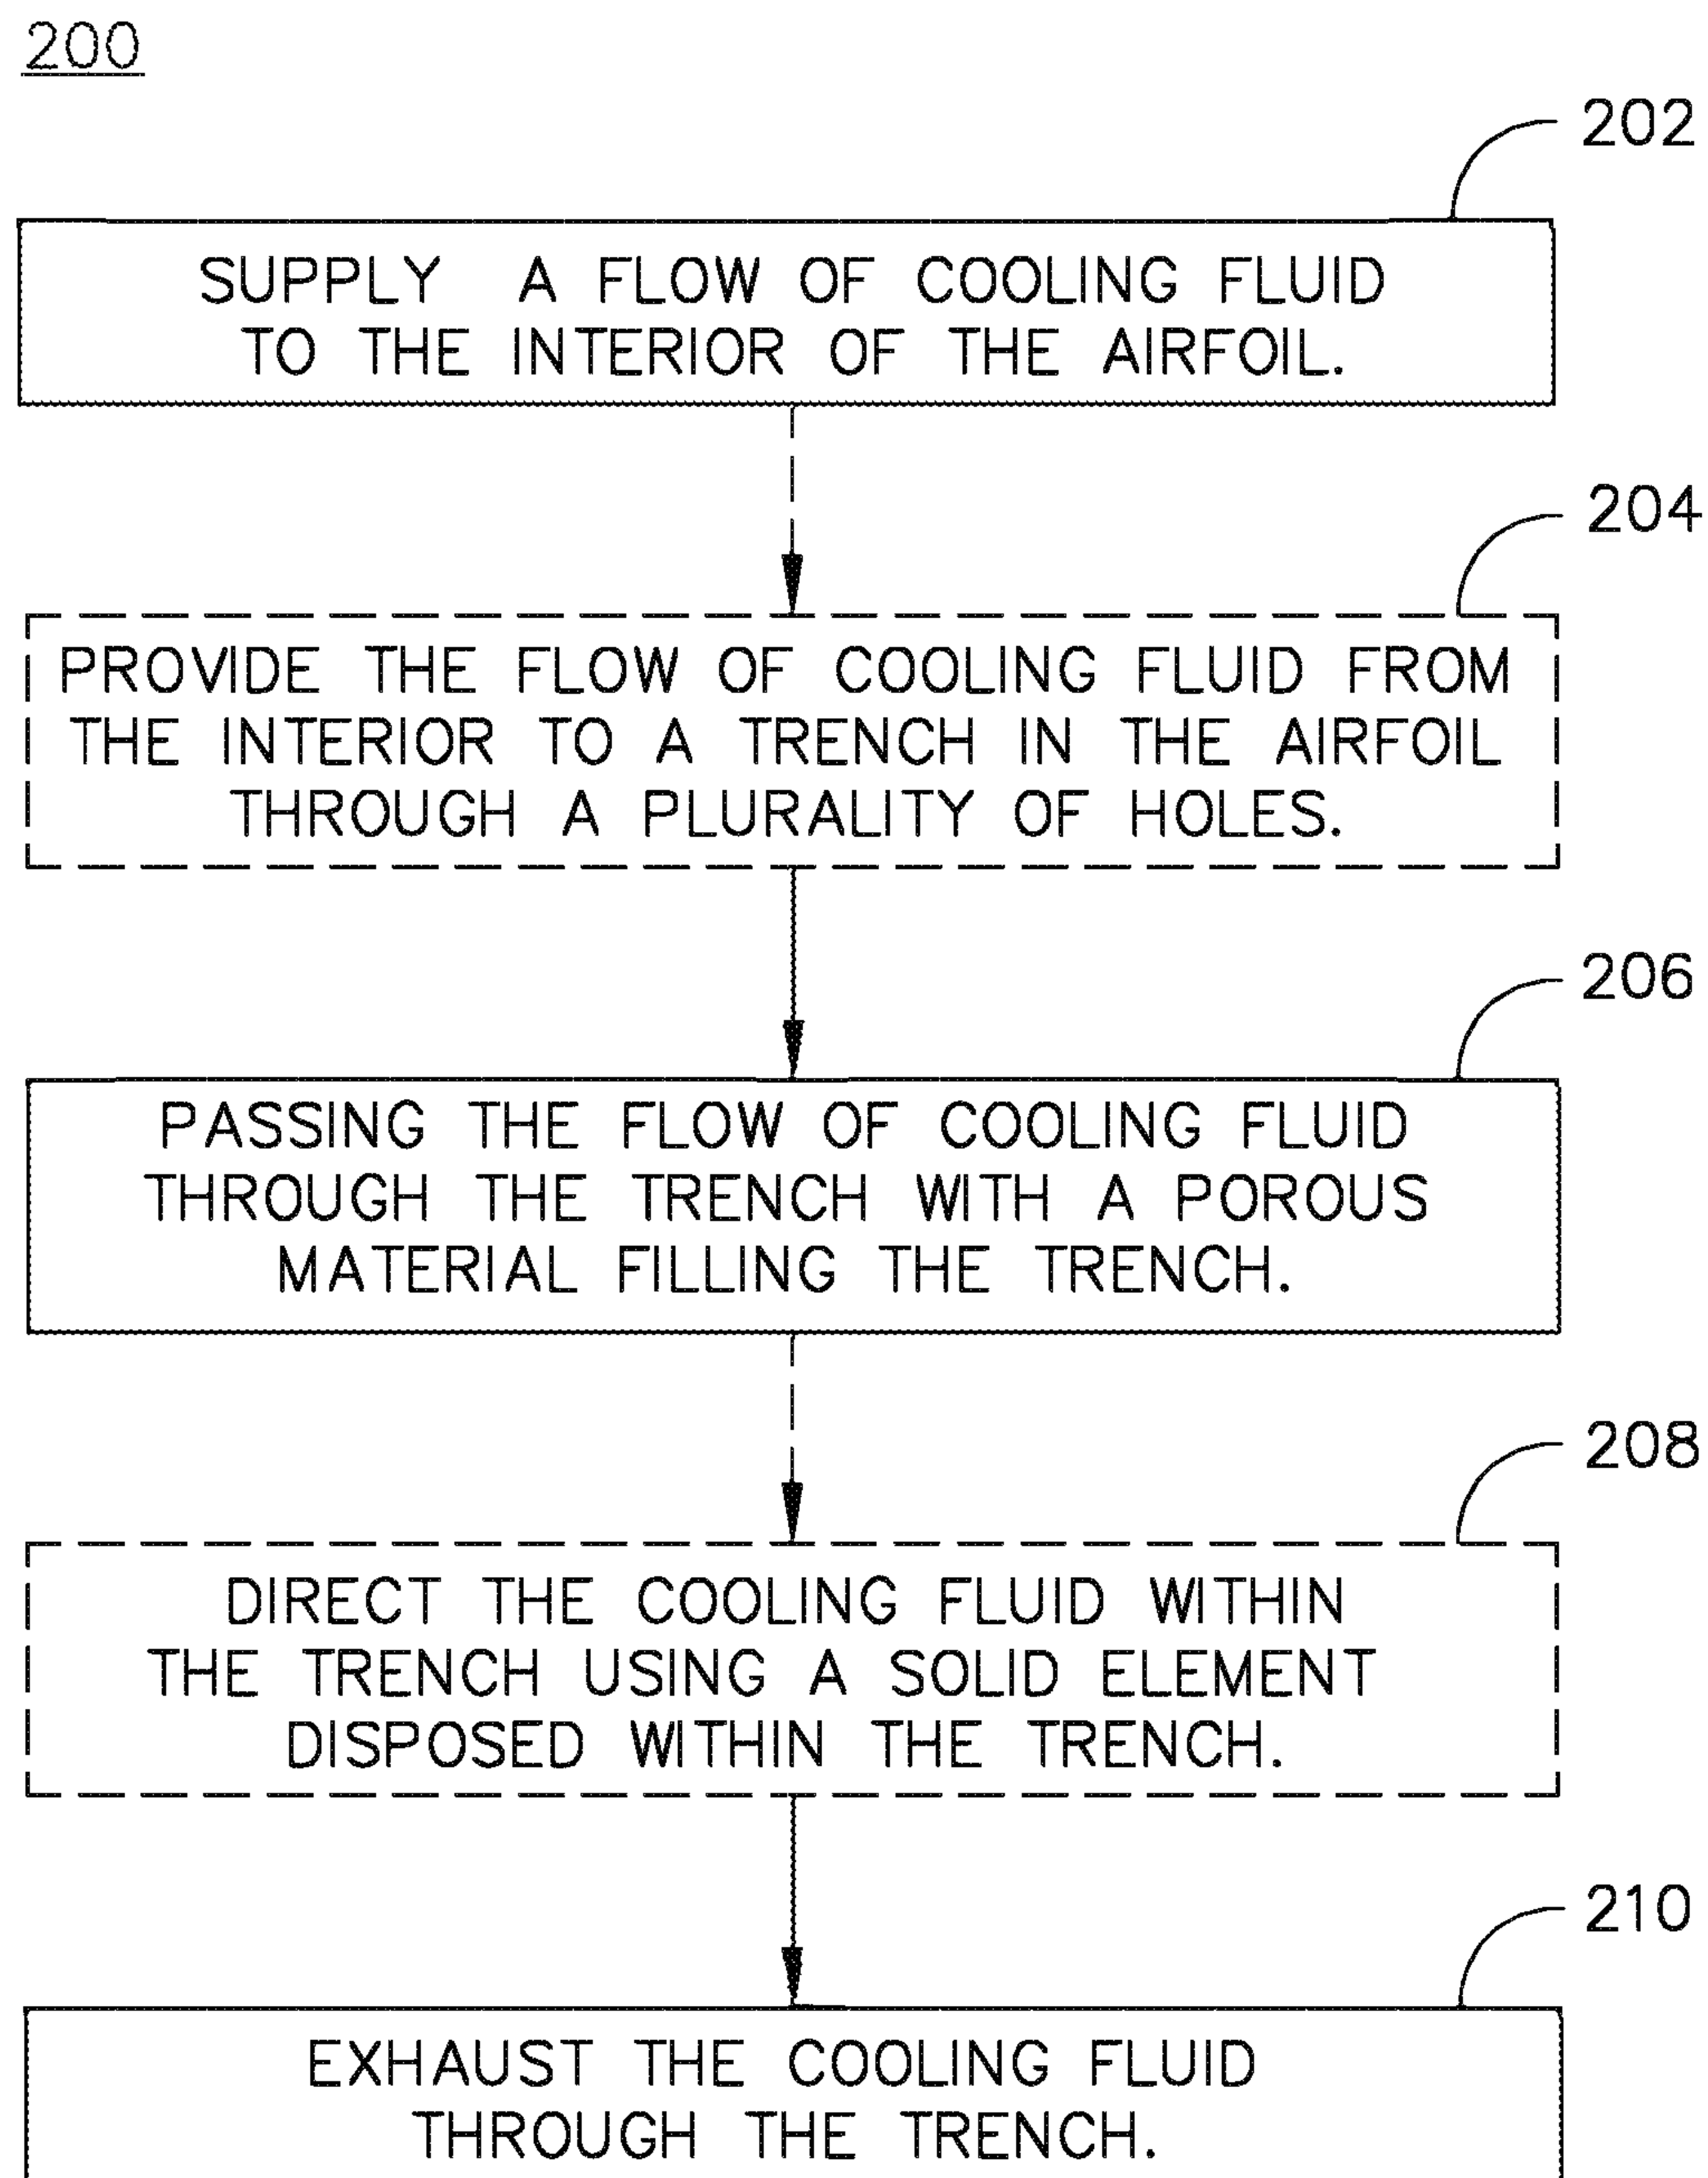 200
202
SUPPLY A FLOW OF COOLING FLUID
TO THE INTERIOR OF THE AIRFOIL.
204
PROVIDE THE FLOW OF COOLING FLUID FROM
THE INTERIOR TO A TRENCH IN THE AIRFOIL
THROUGH A PLURALITY OF HOLES.
206
PASSING THE FLOW OF COOLING FLUID
THROUGH THE TRENCH WITH A POROUS
MATERIAL FILLING THE TRENCH.
208
DIRECT THE COOLING FLUID WITHIN
THE TRENCH USING A SOLID ELEMENT
DISPOSED WITHIN THE TRENCH.
210
EXHAUST THE COOLING FLUID
THROUGH THE TRENCH.